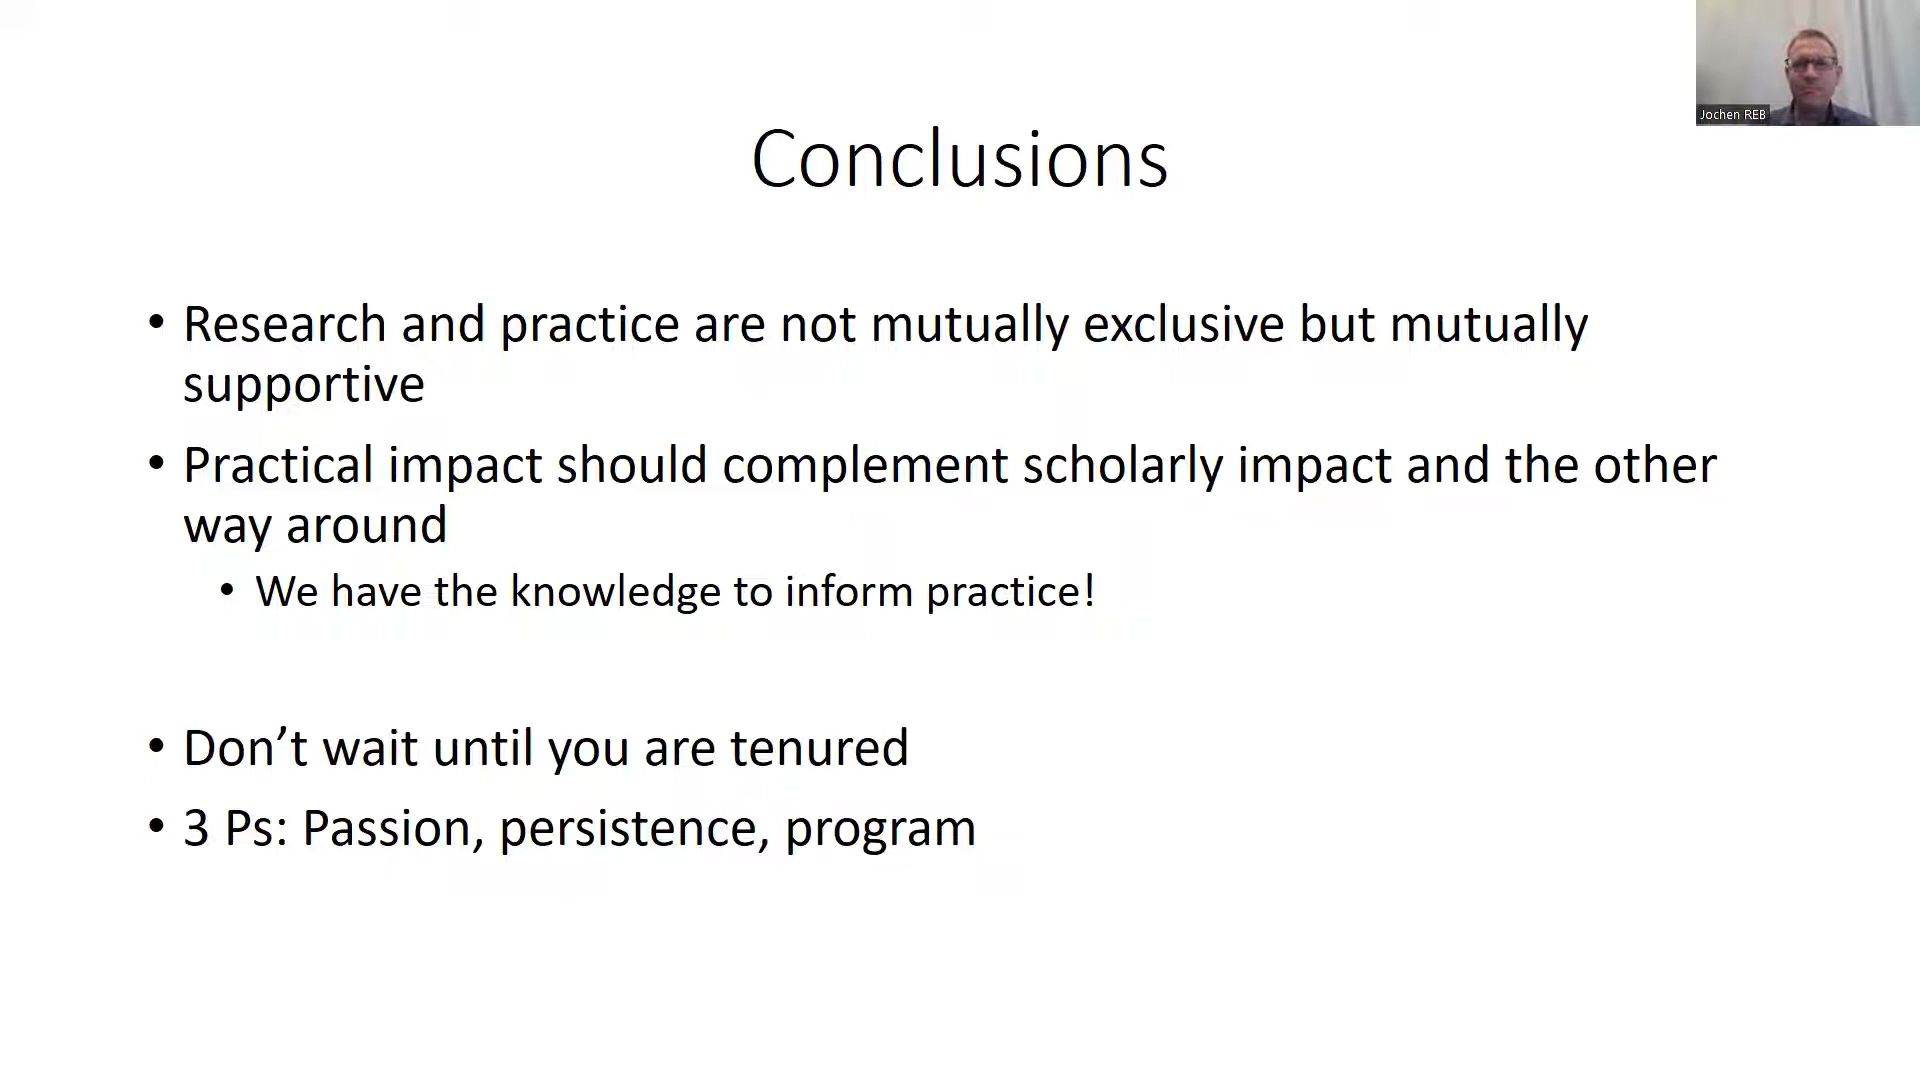 Jochen REB
Conclusions
• Research and practice are not mutually exclusive but mutually
supportive
• Practical impact should complement scholarly impact and the other
way around
• We have the knowledge to inform practice!
• Don’t wait until you are tenured
• 3 Ps: Passion, persistence, program